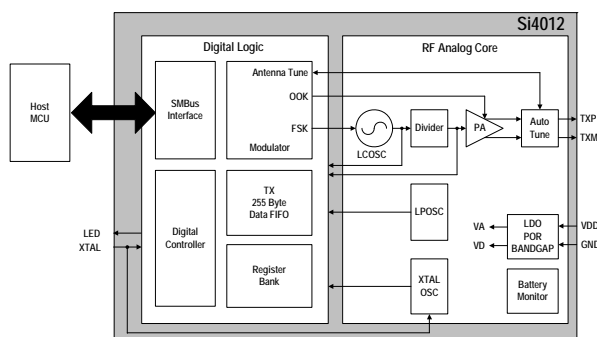 Si4012
Digital Logic
RF Analog Core
Host
MCU
SMBus
Interface
Antenna Tune
OOK
FSK
Modulator
LCOSC
Divider
PA
Auto
Tune
TXP
TXM
TX
255 Byte
Data FIFO
LPOSC
LED
XTAL
Digital
Controller
Register
Bank
XTAL
OSC
VA
VD
LDO
POR
BANDGAP
VDD
GND
Battery
Monitor